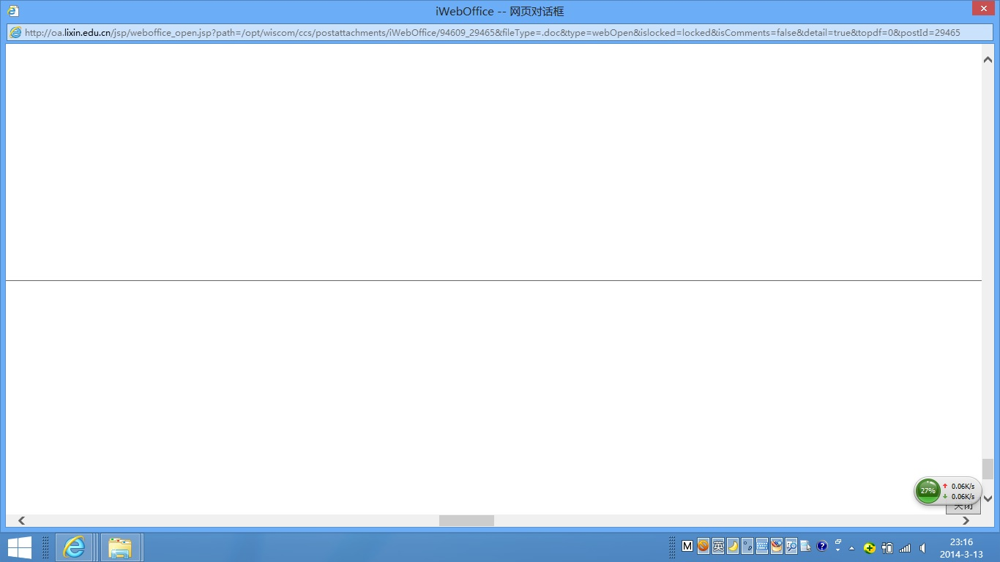 iWebOffice -- 网页对话框
http://oa.lixin.edu.cn/jsp/weboffice_open.jsp?path=/opt/wiscom/ccs/postattachments/iWebOffice/94609_29465&fileType=.doc&type=webOpen&islocked=locked&isComments=false&detail=true&topdf=0&postId=29465
27%
0.06K/s
0.06K/s
关闭
M
英
23:16
2014-3-13